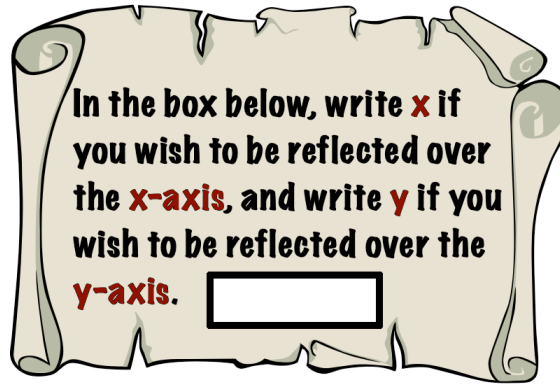 In the box below, write x if
you wish to be reflected over
the x-axis, and write y if you
wish to be reflected over the
y-axis.